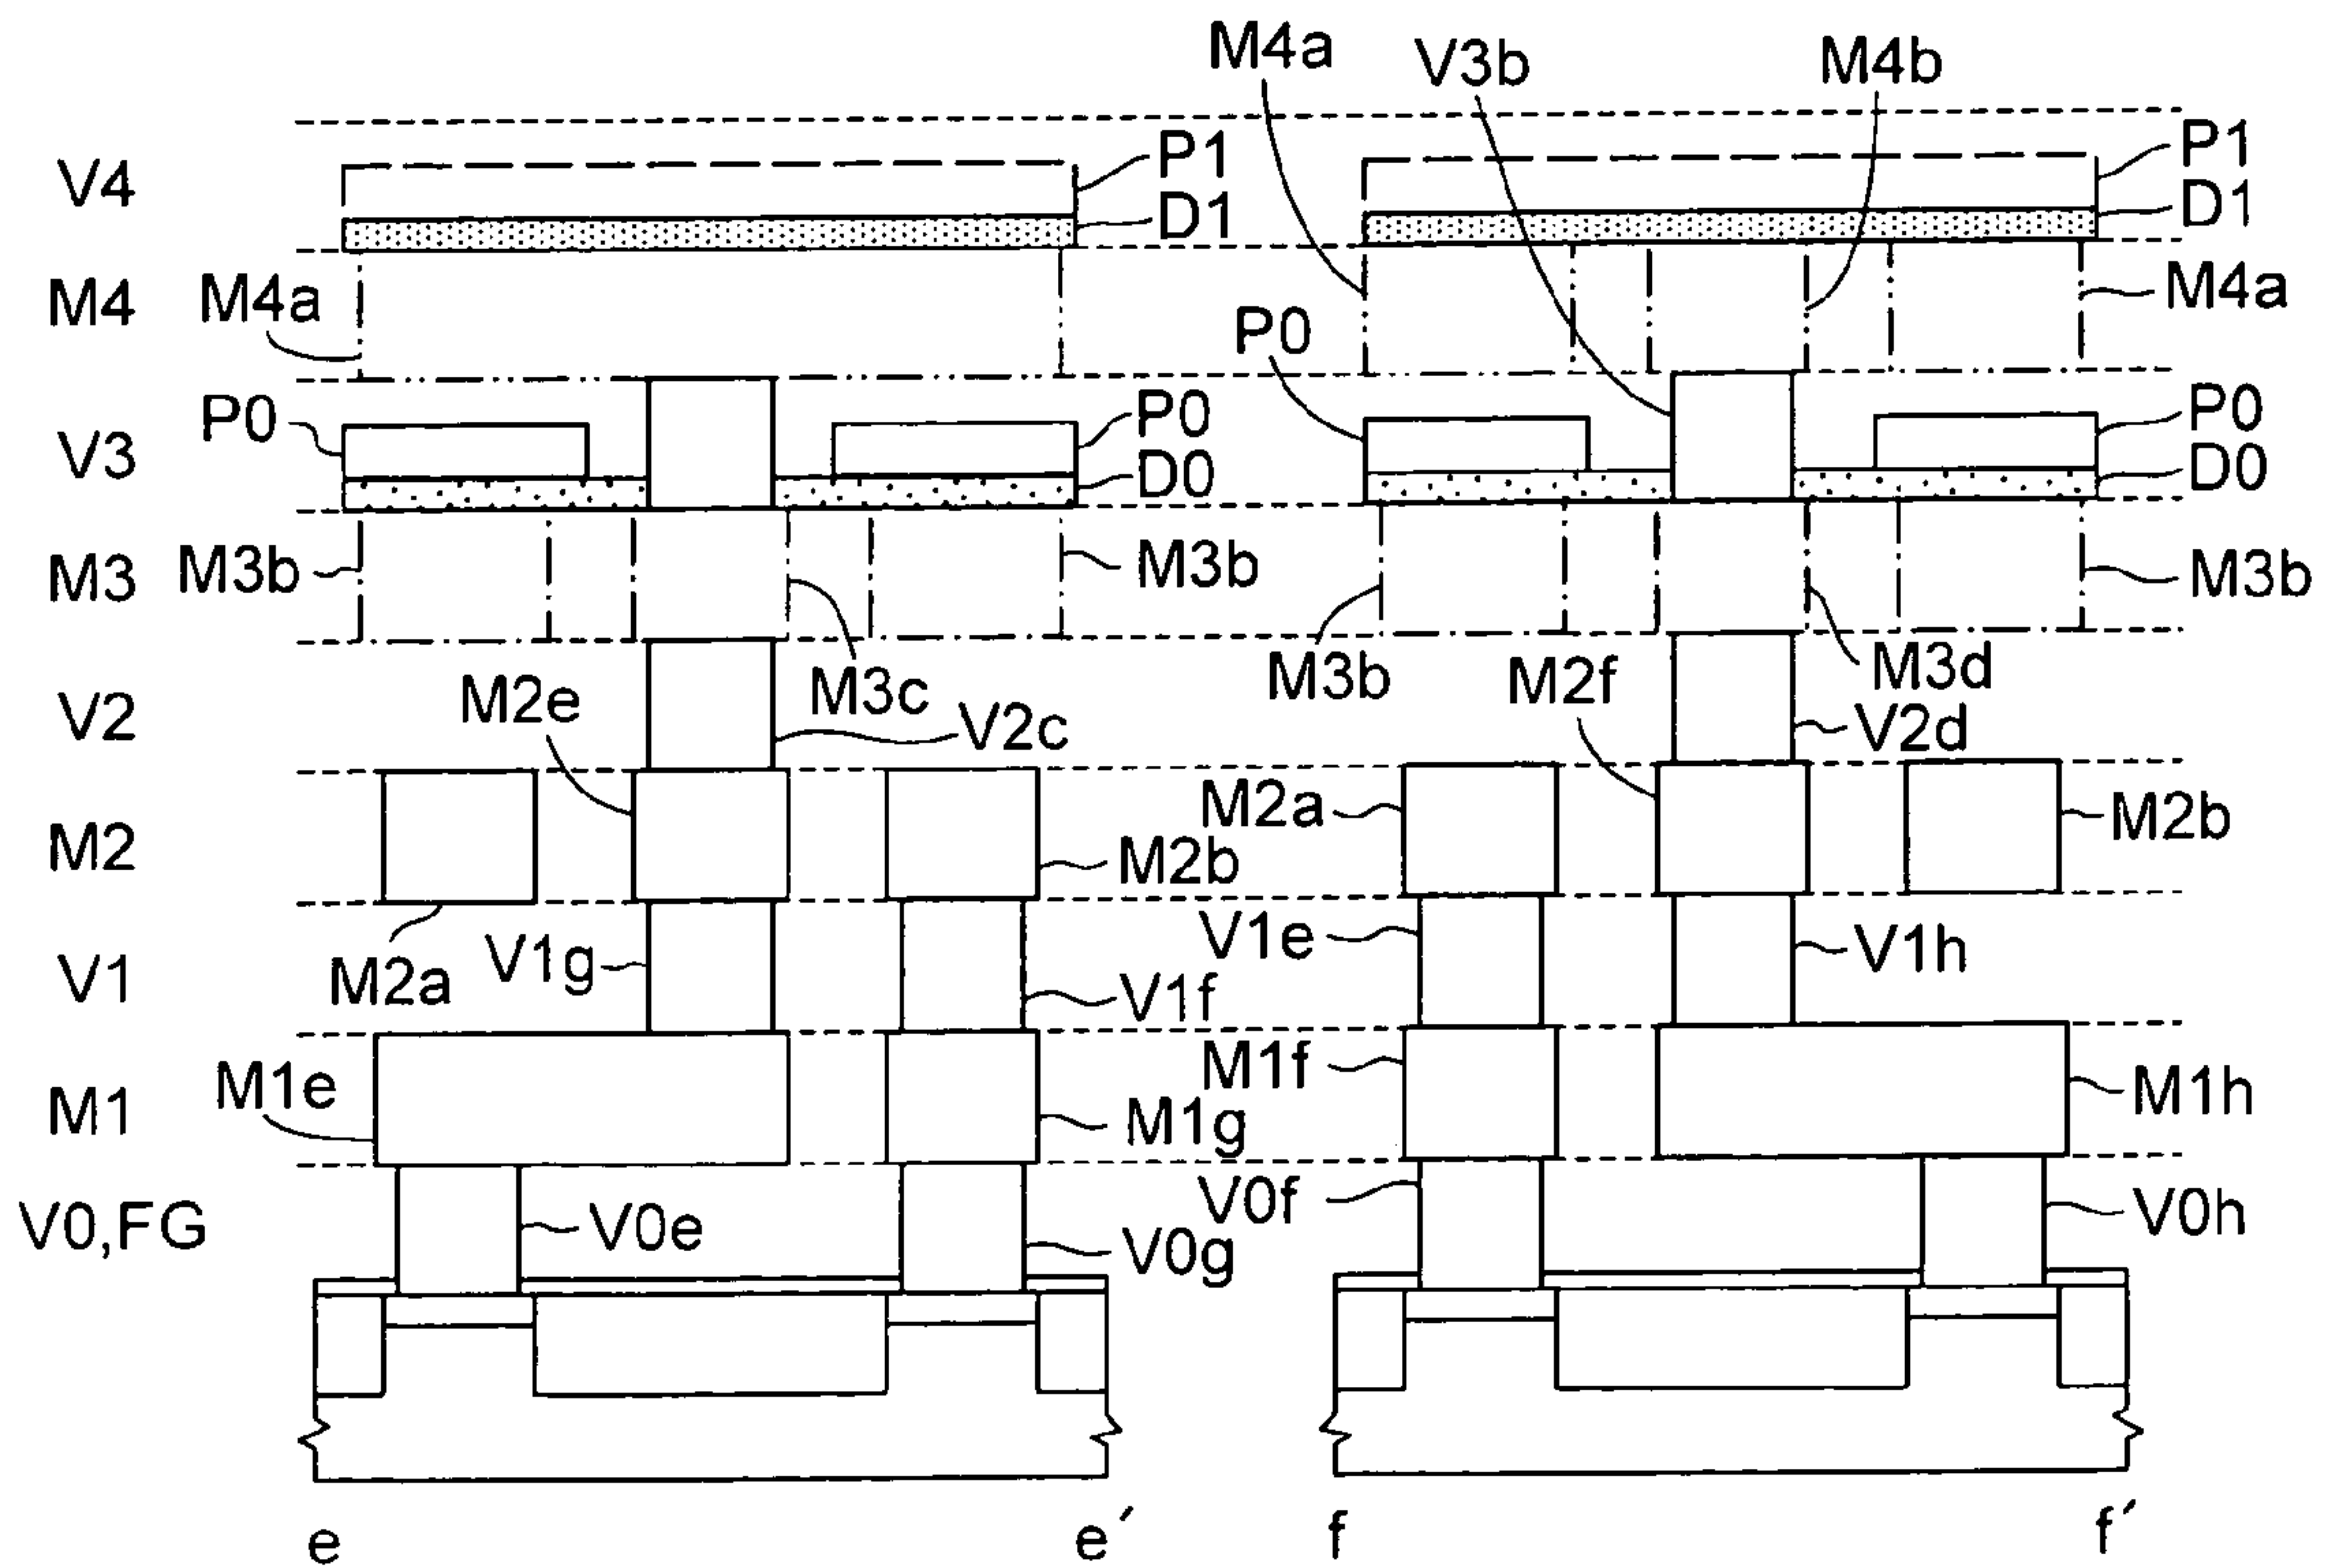 M4a V3b M4b
V4 P1 P1
D1 D1
M4 M4a M4a
P0
P0 P0 P0
V3 D0 D0
M3 M3b M3b M3b
M3c M3b M3d
M2e M2f
V2 V2c V2d
M2 M2a M2b
M2b
V1 M2a V1g V1f V1e V1h
M1e M1f
M1 M1g M1h
V0,FG V0e V0g V0f V0h
e e′ f f′